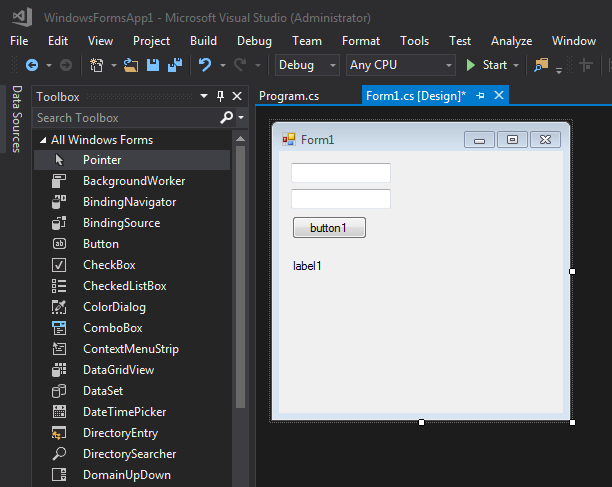 WindowsFormsApp1 - Microsoft Visual Studio (Administrator)
File Edit View Project Build Debug Team Format Tools Test Analyze Window
Debug Any CPU Start
Data Sources
Toolbox
Search Toolbox
All Windows Forms
Pointer
BackgroundWorker
BindingNavigator
BindingSource
Button
CheckBox
CheckedListBox
ColorDialog
ComboBox
ContextMenuStrip
DataGridView
DataSet
DateTimePicker
DirectoryEntry
DirectorySearcher
DomainUpDown
Program.cs Form1.cs [Design]*
Form1
button1
label1